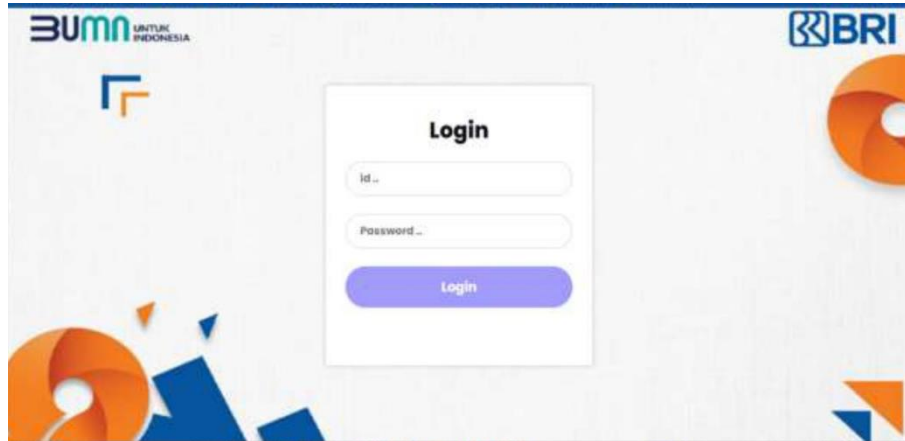 BUMN UNTUK
INDONESIA
BRI
Login
id ..
Password ..
Login